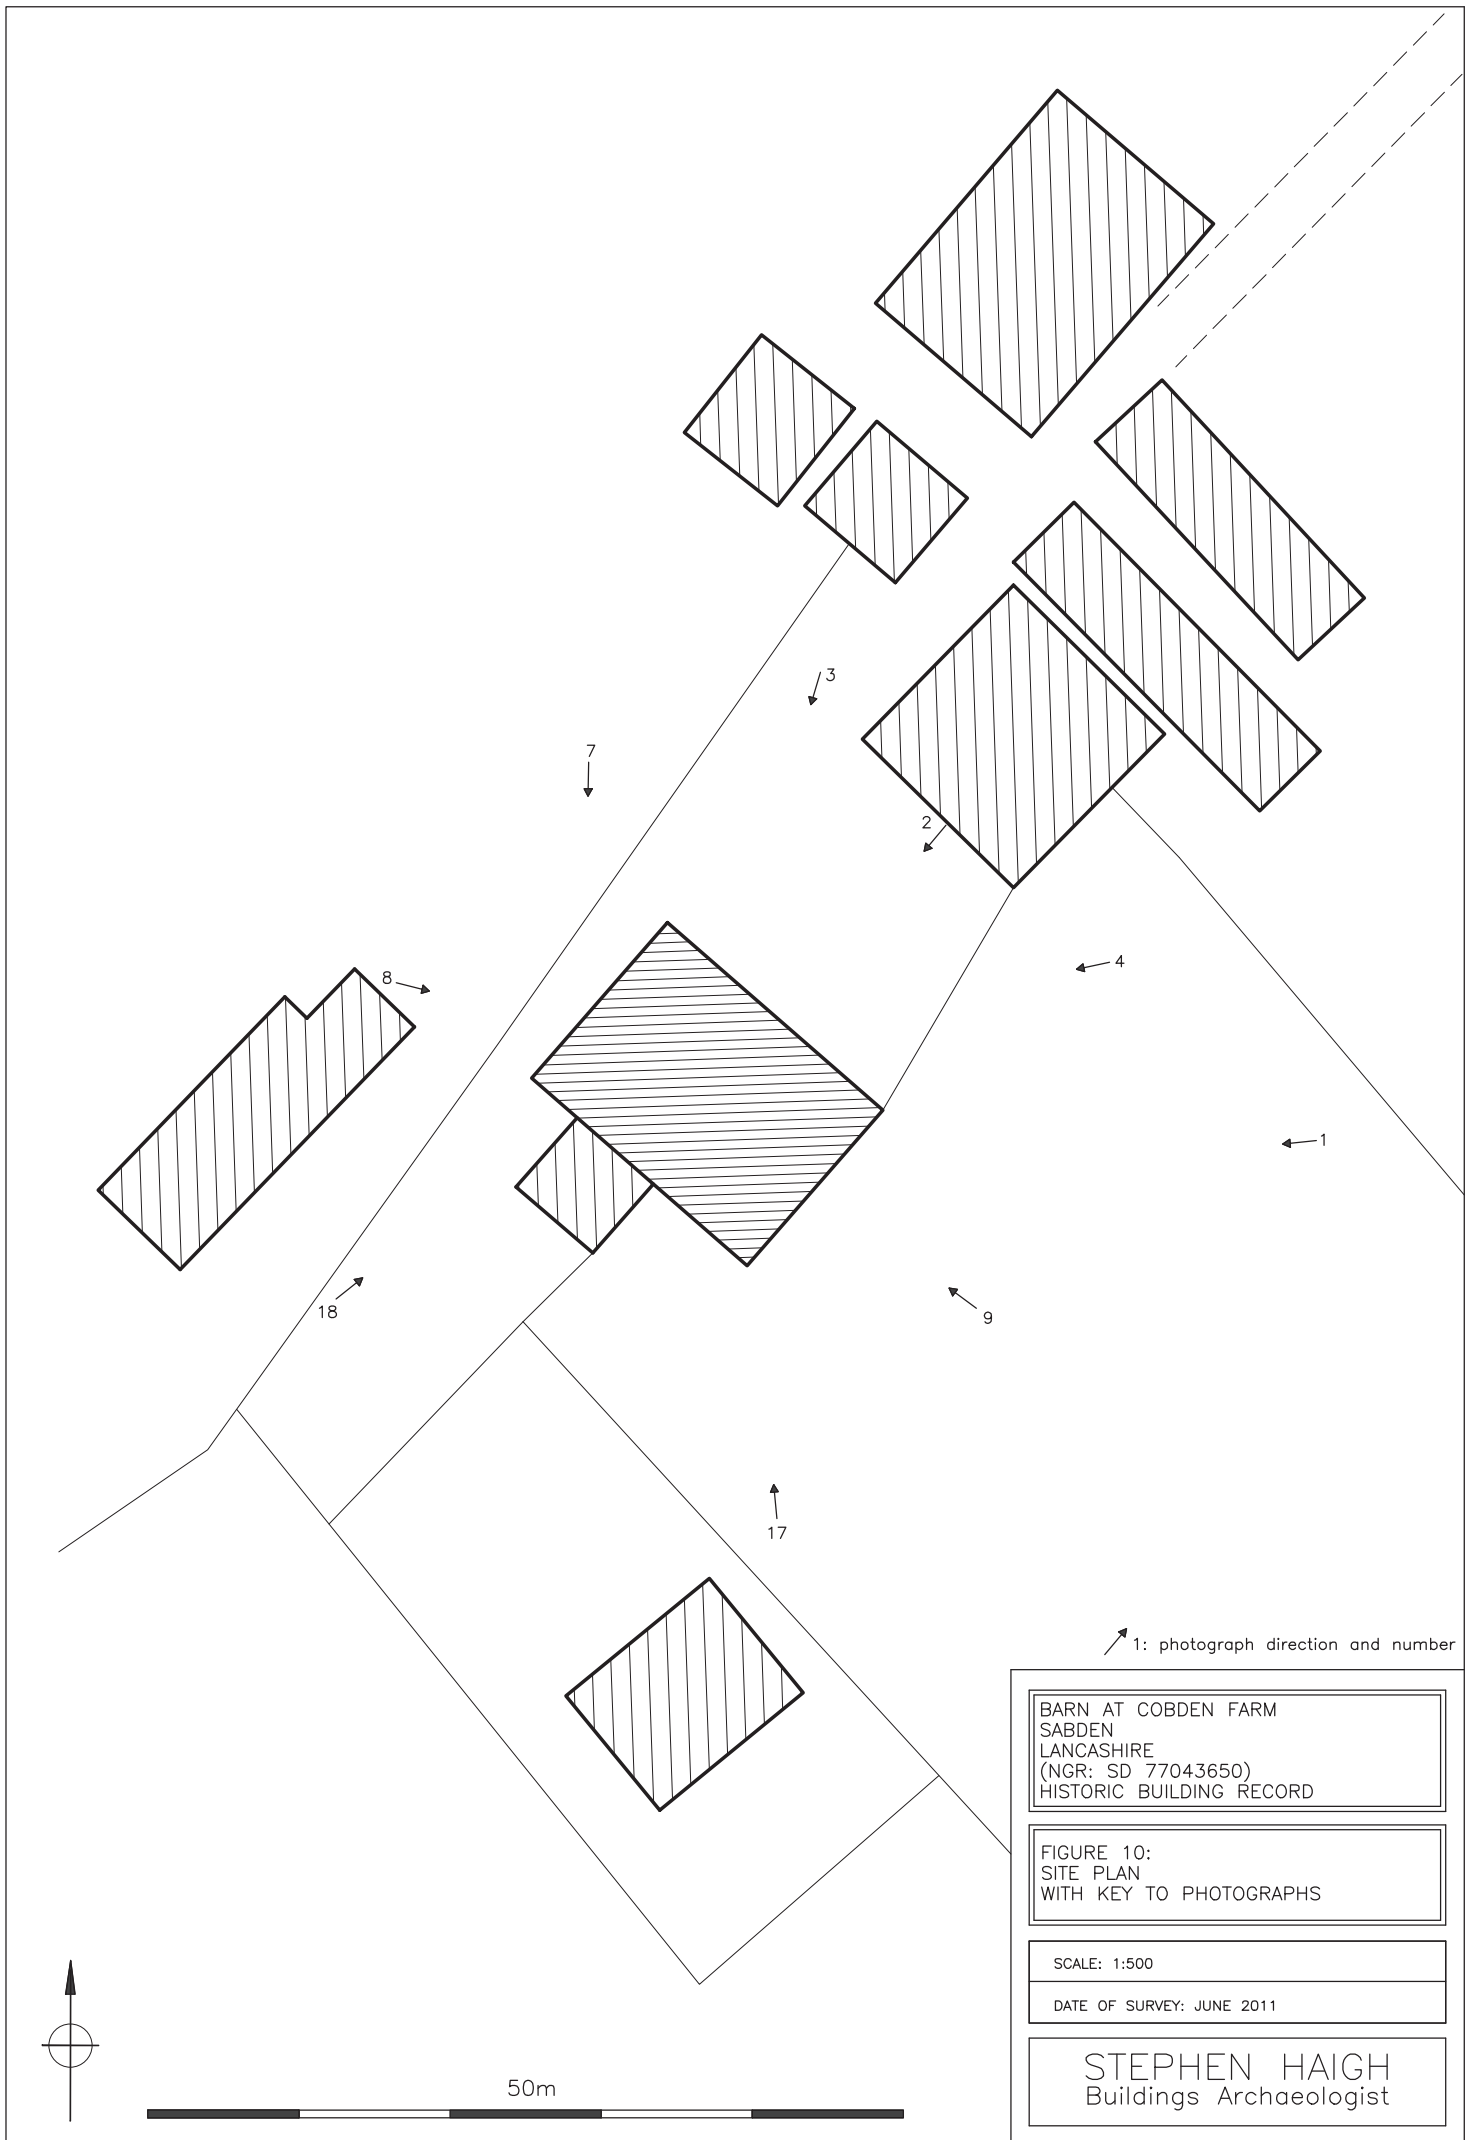 3
7
2
8
4
1
18
9
17
1: photograph direction and number
BARN AT COBDEN FARM
SABDEN
LANCASHIRE
(NGR: SD 77043650)
HISTORIC BUILDING RECORD
FIGURE 10:
SITE PLAN
WITH KEY TO PHOTOGRAPHS
SCALE: 1:500
DATE OF SURVEY: JUNE 2011
STEPHEN HAIGH
Buildings Archaeologist
50m